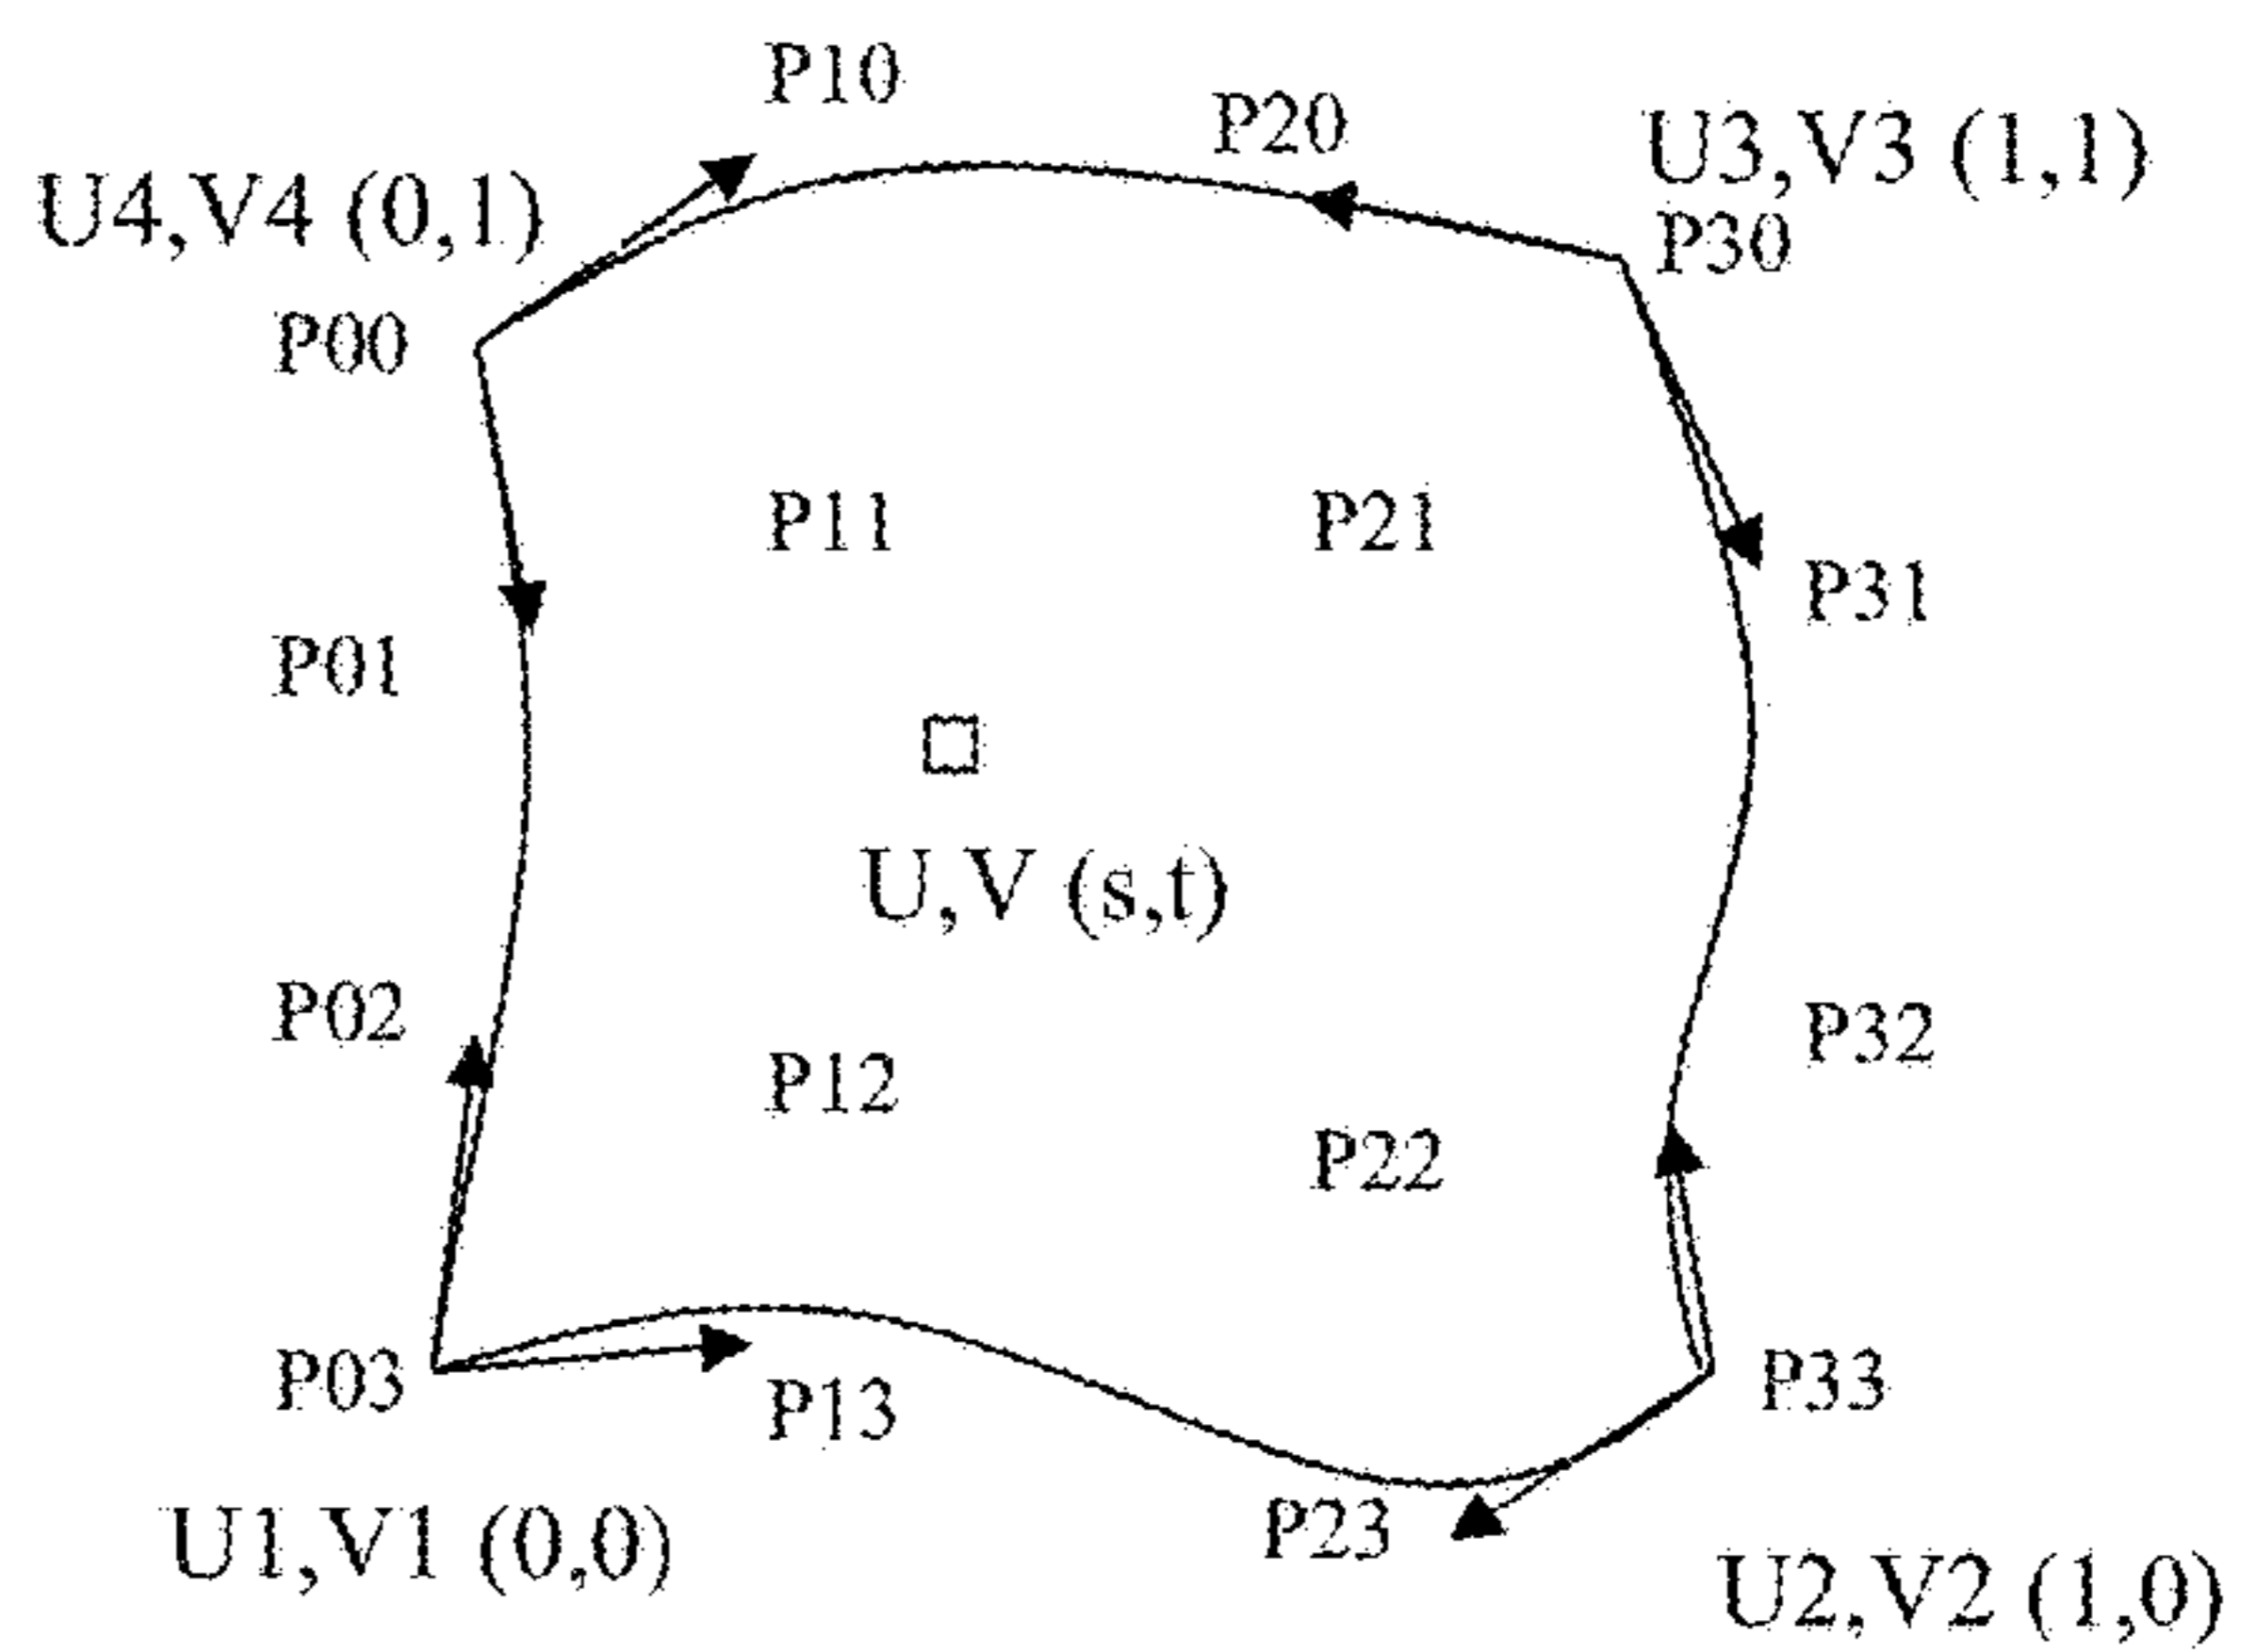 P10
P20
U3,V3 (1,1)
U4,V4 (0,1)
P30
P00
P11
P21
P31
P01
U,V (s,t)
P02
P32
P12
P22
P03
P13
P33
P23
U1,V1 (0,0)
U2,V2 (1,0)